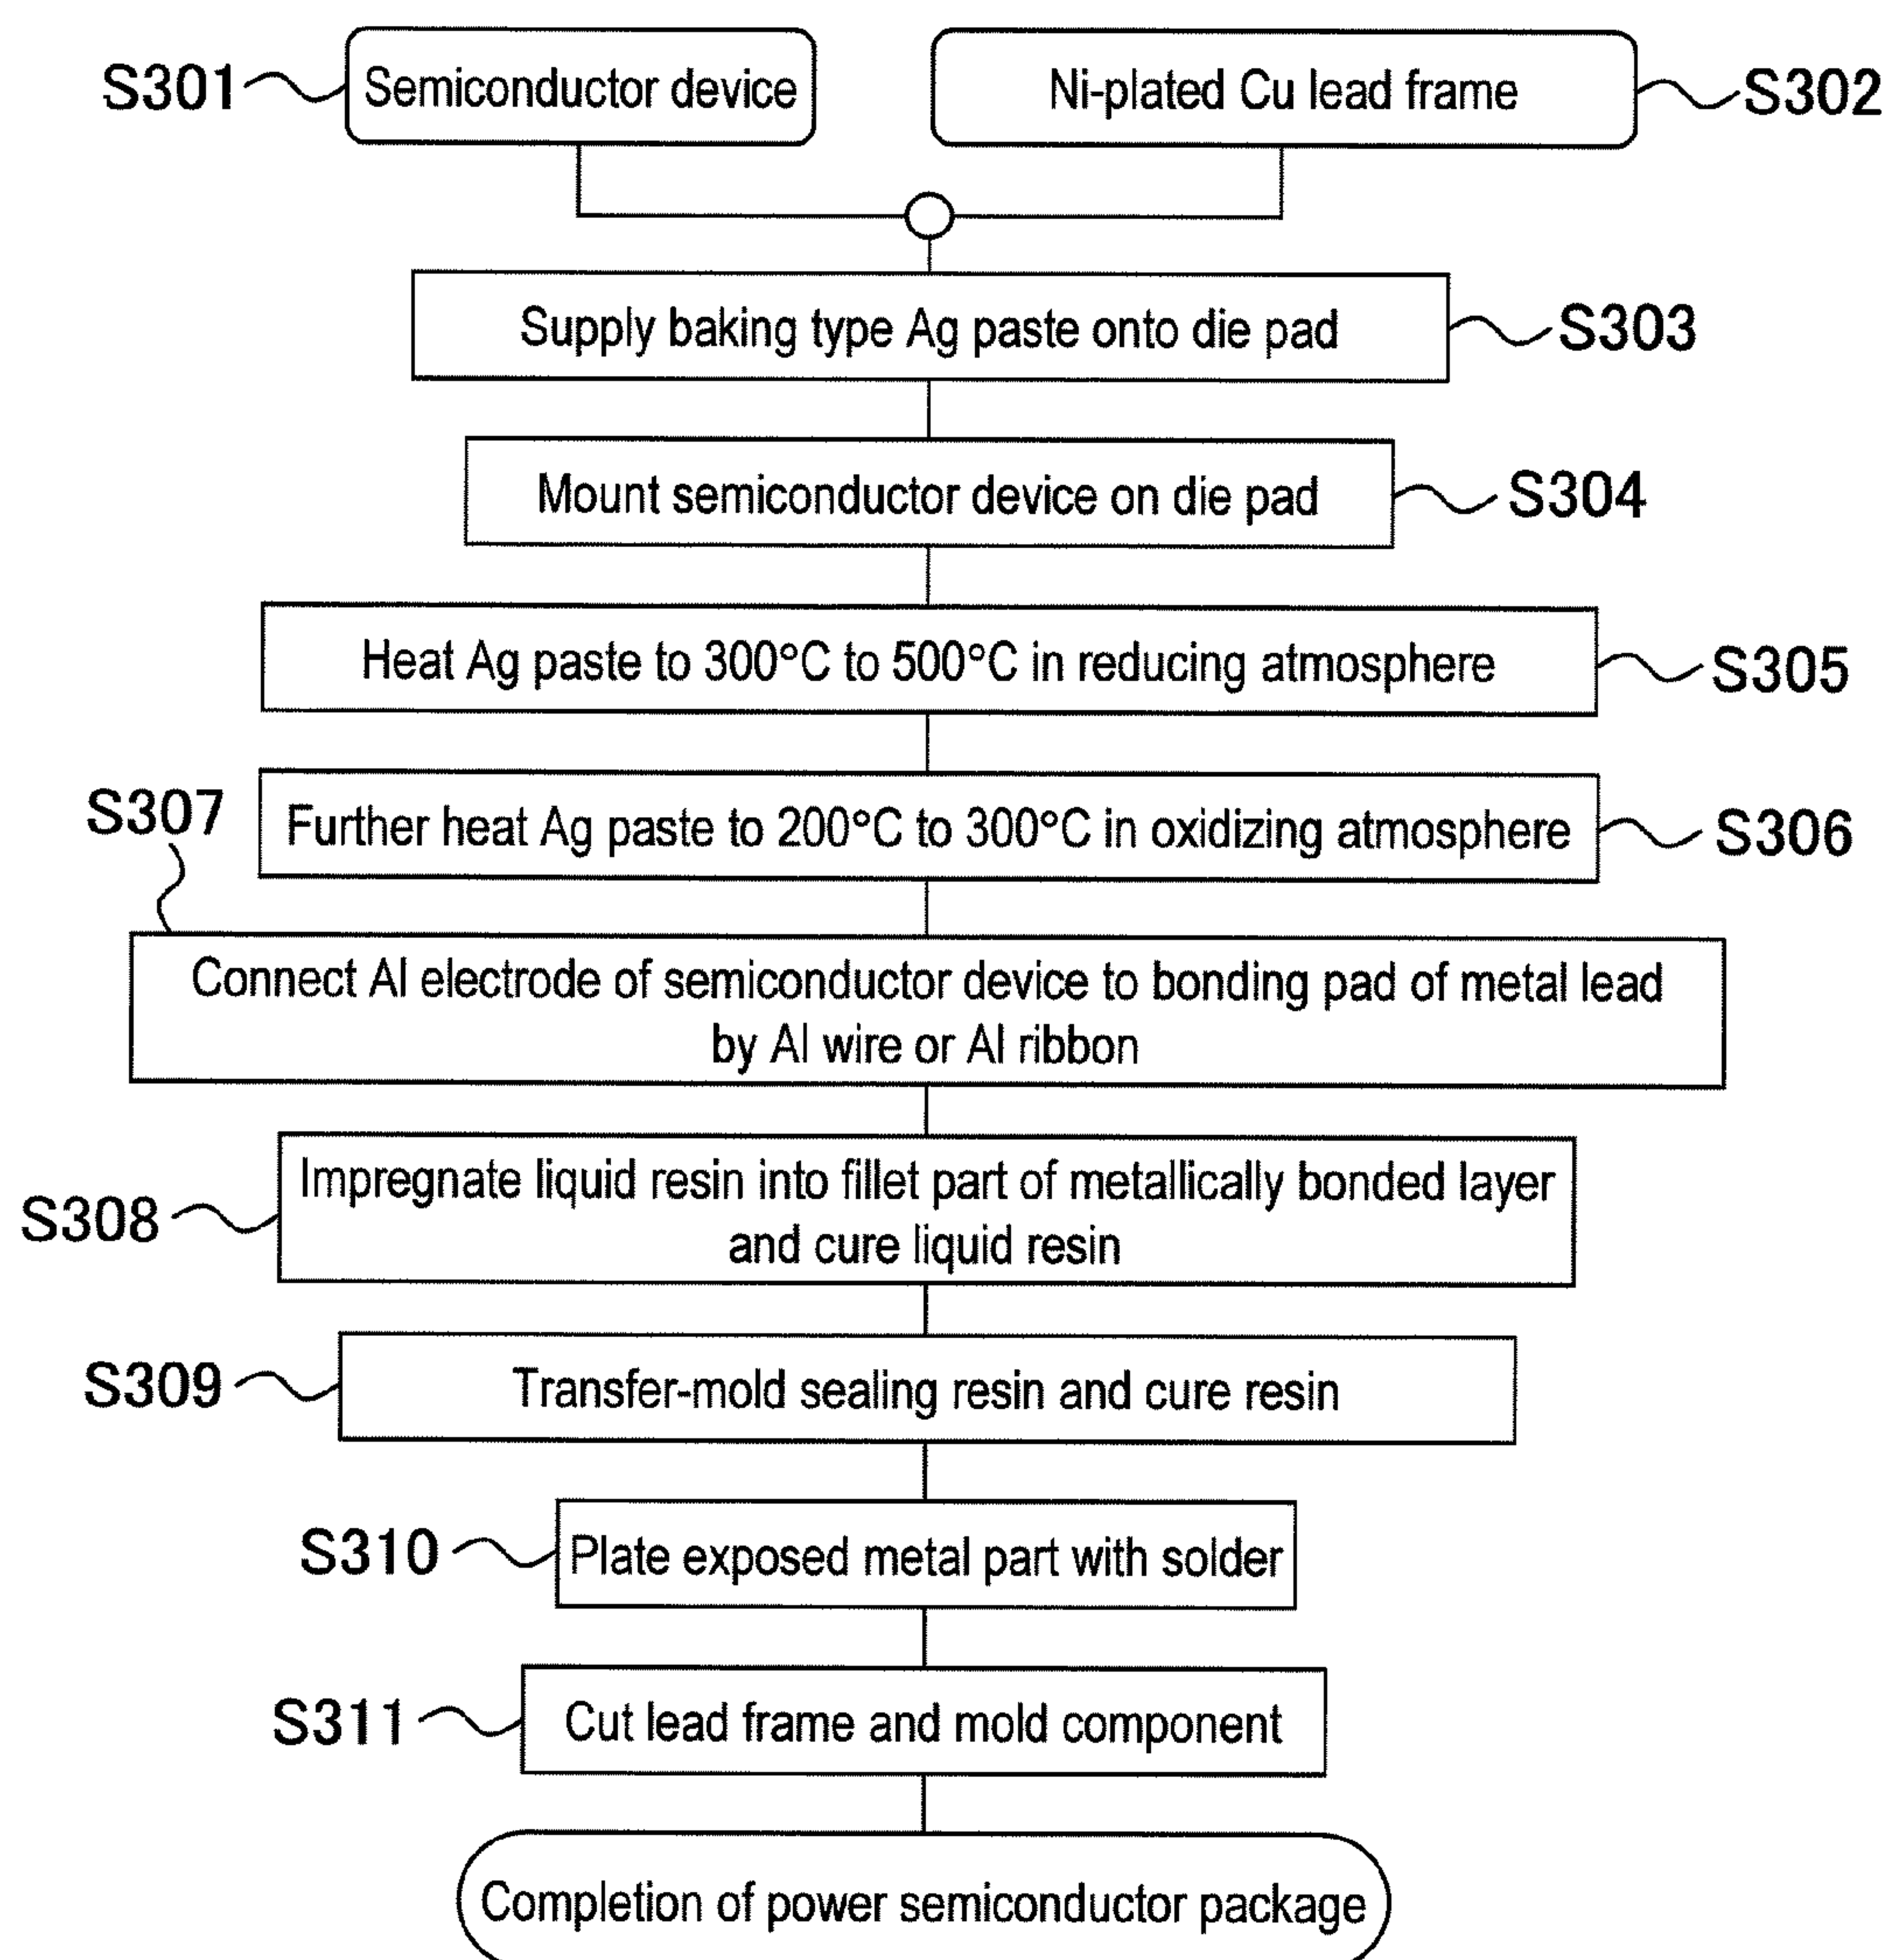 S301
Semiconductor device
Ni-plated Cu lead frame
S302
Supply baking type Ag paste onto die pad
S303
Mount semiconductor device on die pad
S304
Heat Ag paste to 300°C to 500°C in reducing atmosphere
S305
S307
Further heat Ag paste to 200°C to 300°C in oxidizing atmosphere
S306
Connect Al electrode of semiconductor device to bonding pad of metal lead
by Al wire or Al ribbon
S308
Impregnate liquid resin into fillet part of metallically bonded layer
and cure liquid resin
S309
Transfer-mold sealing resin and cure resin
S310
Plate exposed metal part with solder
S311
Cut lead frame and mold component
Completion of power semiconductor package